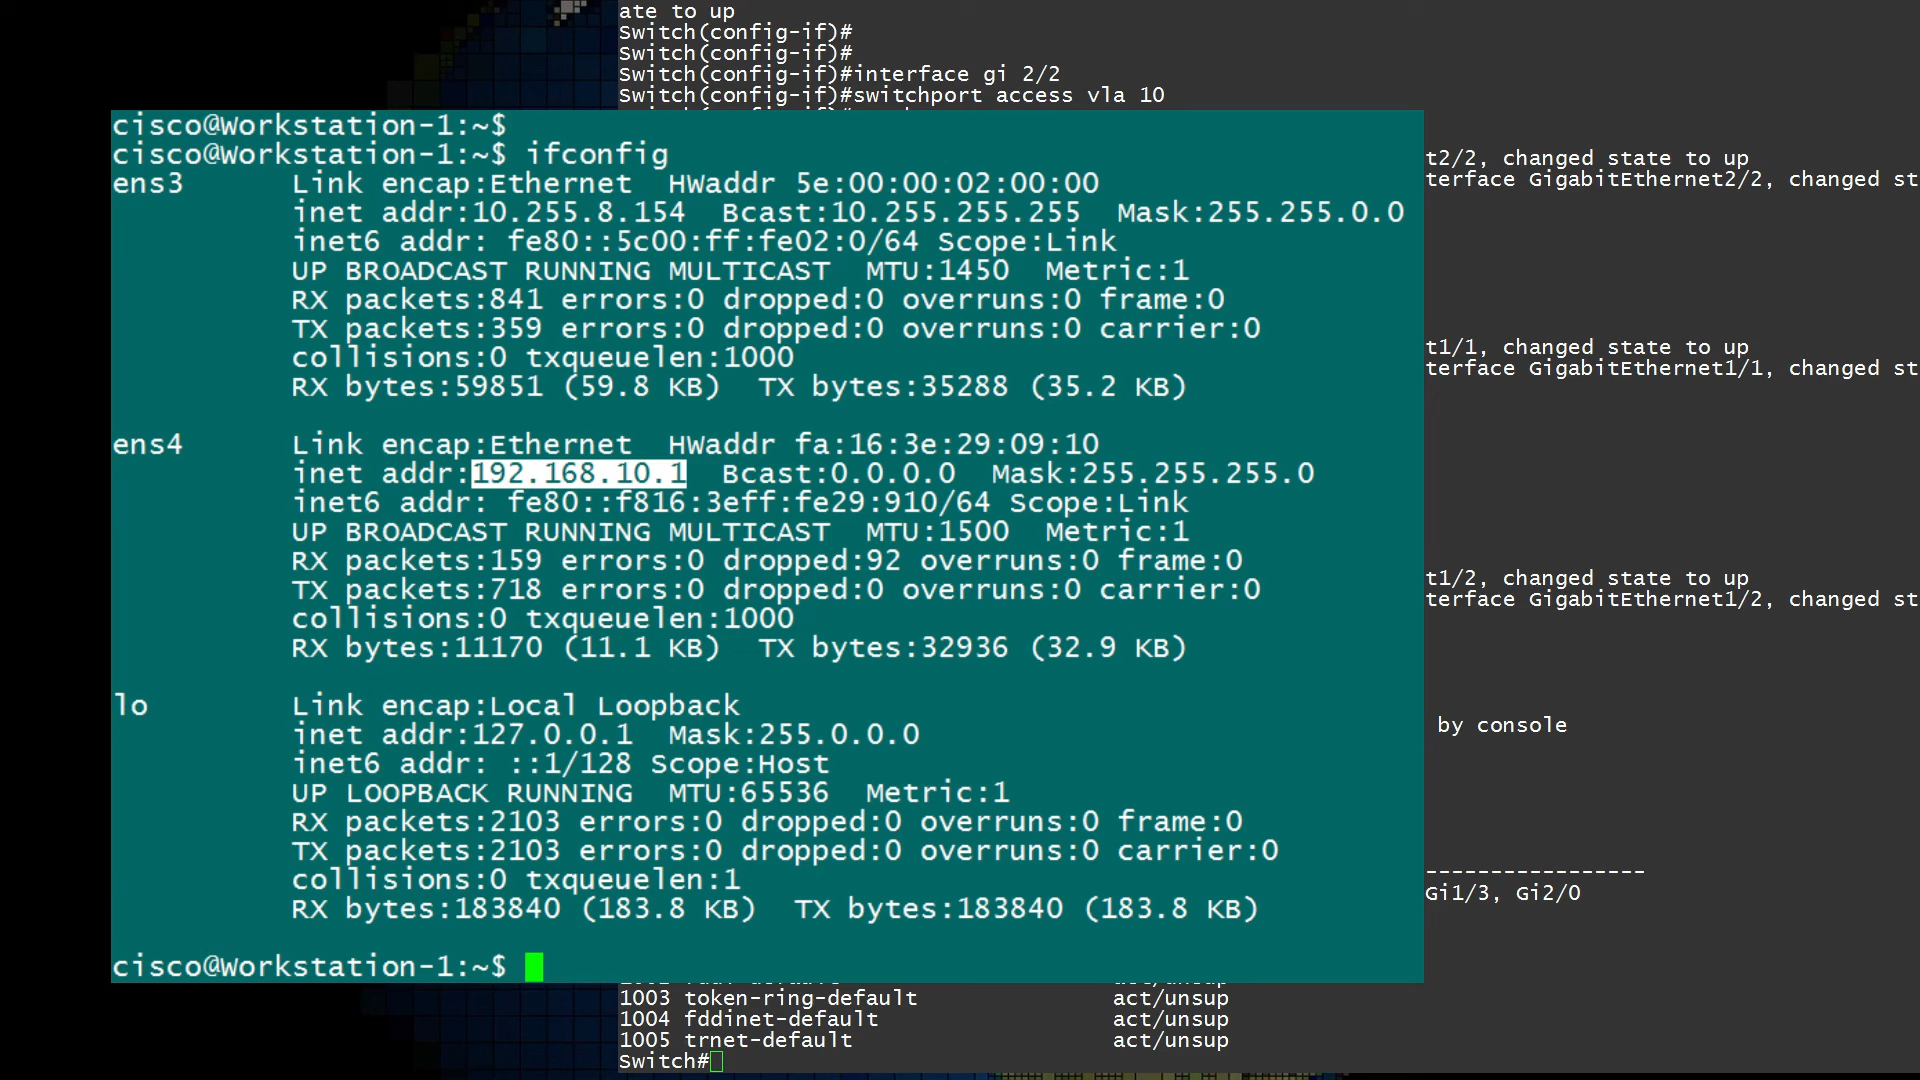 ate to up
Switch(config-if)#
Switch(config-if)#
Switch(config-if)#interface gi 2/2
Switch(config-if)#switchport access vla 10
cisco@Workstation-1:~$
cisco@Workstation-1:~$ ifconfig
ens3 Link encap:Ethernet HWaddr 5e:00:00:02:00:00
inet addr:10.255.8.154 Bcast:10.255.255.255 Mask:255.255.0.0
inet6 addr: fe80::5c00:ff:fe02:0/64 Scope:Link
UP BROADCAST RUNNING MULTICAST MTU:1450 Metric:1
RX packets:841 errors:0 dropped:0 overruns:0 frame:0
TX packets:359 errors:0 dropped:0 overruns:0 carrier:0
collisions:0 txqueuelen:1000
RX bytes:59851 (59.8 KB) TX bytes:35288 (35.2 KB)
ens4 Link encap:Ethernet HWaddr fa:16:3e:29:09:10
inet addr:192.168.10.1 Bcast:0.0.0.0 Mask:255.255.255.0
inet6 addr: fe80::f816:3eff:fe29:910/64 Scope:Link
UP BROADCAST RUNNING MULTICAST MTU:1500 Metric:1
RX packets:159 errors:0 dropped:92 overruns:0 frame:0
TX packets:718 errors:0 dropped:0 overruns:0 carrier:0
collisions:0 txqueuelen:1000
RX bytes:11170 (11.1 KB) TX bytes:32936 (32.9 KB)
lo Link encap:Local Loopback
inet addr:127.0.0.1 Mask:255.0.0.0
inet6 addr: ::1/128 Scope:Host
UP LOOPBACK RUNNING MTU:65536 Metric:1
RX packets:2103 errors:0 dropped:0 overruns:0 frame:0
TX packets:2103 errors:0 dropped:0 overruns:0 carrier:0
collisions:0 txqueuelen:1
RX bytes:183840 (183.8 KB) TX bytes:183840 (183.8 KB)
cisco@Workstation-1:~$
t2/2, changed state to up
terface GigabitEthernet2/2, changed st
t1/1, changed state to up
terface GigabitEthernet1/1, changed st
t1/2, changed state to up
terface GigabitEthernet1/2, changed st
by console
-----------------
Gi1/3, Gi2/0
1003 token-ring-default act/unsup
1004 fddinet-default act/unsup
1005 trnet-default act/unsup
Switch#